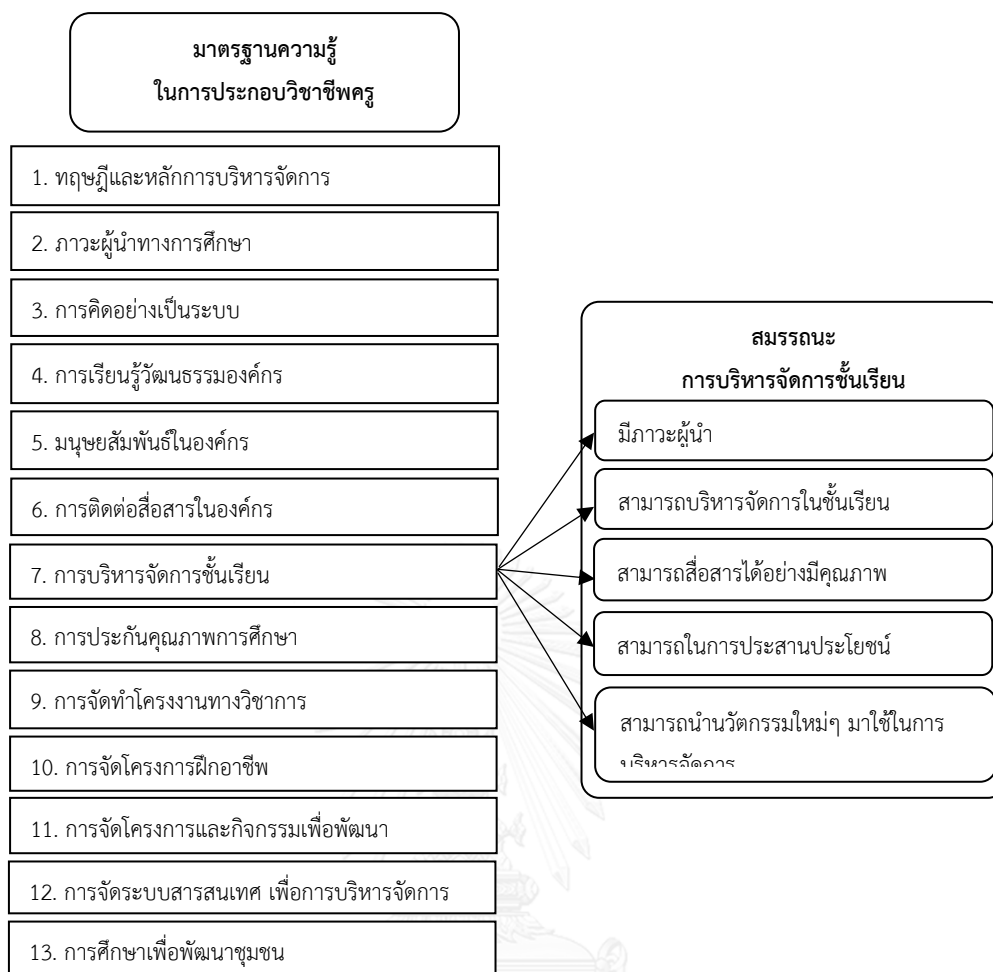 มาตรฐานความรู้
ในการประกอบวิชาชีพครู
1. ทฤษฎีและหลักการบริหารจัดการ
2. ภาวะผู้นำทางการศึกษา
3. การคิดอย่างเป็นระบบ
4. การเรียนรู้วัฒนธรรมองค์กร
5. มนุษยสัมพันธ์ในองค์กร
6. การติดต่อสื่อสารในองค์กร
7. การบริหารจัดการชั้นเรียน
8. การประกันคุณภาพการศึกษา
9. การจัดทำโครงงานทางวิชาการ
10. การจัดโครงการฝึกอาชีพ
11. การจัดโครงการและกิจกรรมเพื่อพัฒนา
12. การจัดระบบสารสนเทศ เพื่อการบริหารจัดการ
13. การศึกษาเพื่อพัฒนาชุมชน
สมรรถนะ
การบริหารจัดการชั้นเรียน
มีภาวะผู้นำ
สามารถบริหารจัดการในชั้นเรียน
สามารถสื่อสารได้อย่างมีคุณภาพ
สามารถในการประสานประโยชน์
สามารถนำนวัตกรรมใหม่ๆ มาใช้ในการ
บริหารจัดการ